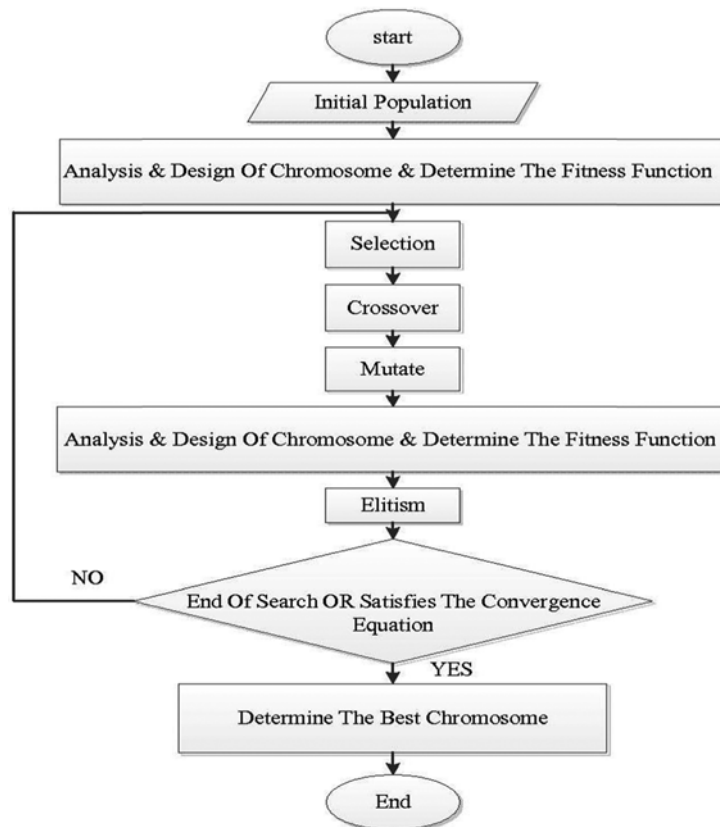 start
Initial Population
Analysis & Design Of Chromosome & Determine The Fitness Function
Selection
Crossover
Mutate
Analysis & Design Of Chromosome & Determine The Fitness Function
Elitism
NO
End Of Search OR Satisfies The Convergence
Equation
YES
Determine The Best Chromosome
End